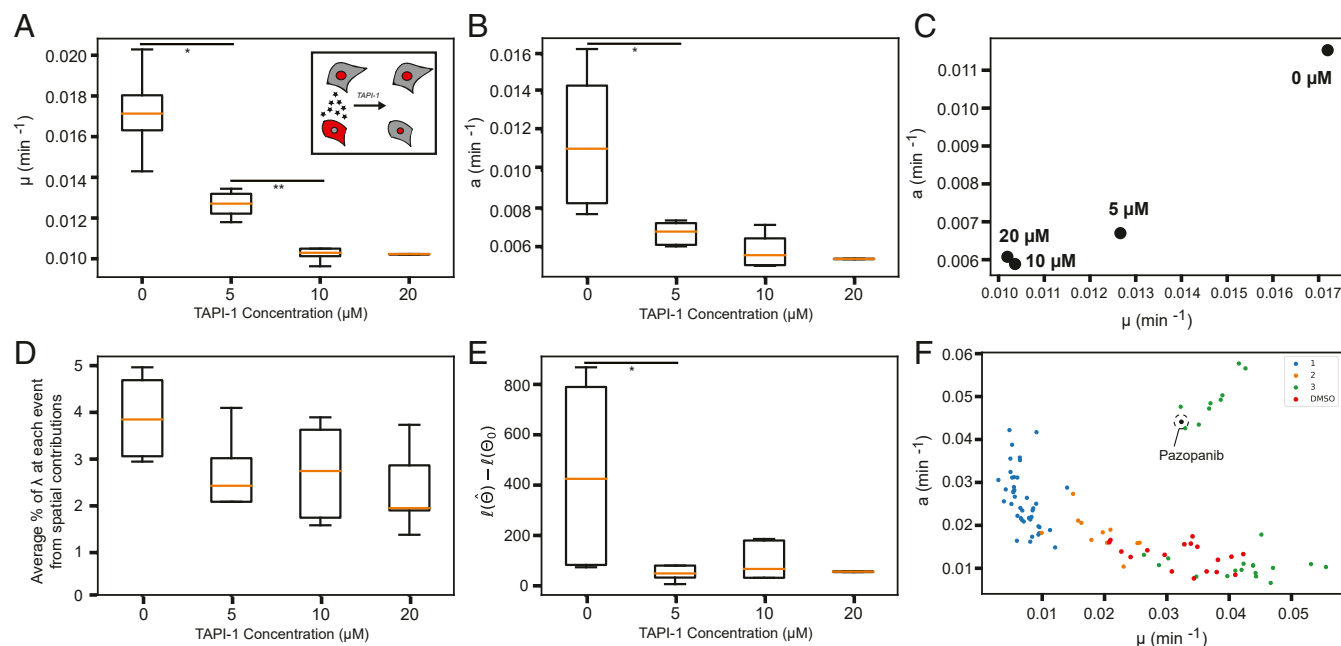 A
μ (min ⁻¹)
0.020
0.018
0.016
0.014
0.012
0.010
*
**
TAPI-1
0 5 10 20
TAPI-1 Concentration (μM)
B
a (min ⁻¹)
0.016
0.014
0.012
0.010
0.008
0.006
*
0 5 10 20
TAPI-1 Concentration (μM)
C
a (min ⁻¹)
0.011
0.010
0.009
0.008
0.007
0.006
0 μM
5 μM
20 μM
10 μM
0.010 0.011 0.012 0.013 0.014 0.015 0.016 0.017
μ (min ⁻¹)
D
Average % of λ at each event
from spatial contributions
5
4
3
2
1
0
0 5 10 20
TAPI-1 Concentration (μM)
E
ℓ(Θ̂) − ℓ(Θ₀)
800
600
400
200
0
*
0 5 10 20
TAPI-1 Concentration (μM)
F
a (min ⁻¹)
0.06
0.05
0.04
0.03
0.02
0.01
1
2
3
DMSO
Pazopanib
0.01 0.02 0.03 0.04 0.05
μ (min ⁻¹)